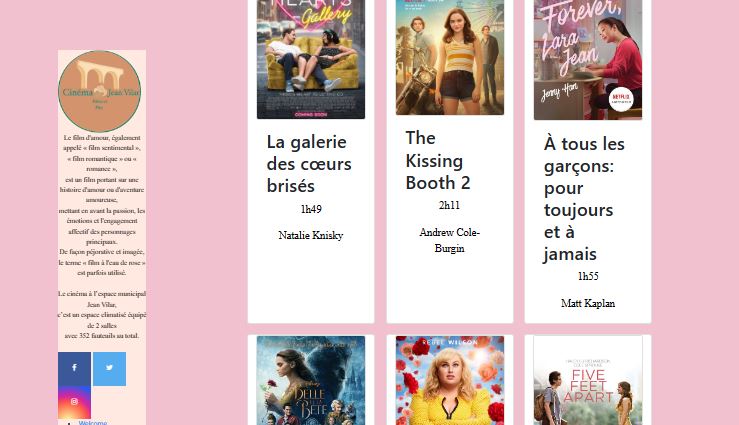 Cinéma Jean Vilar
Le film d'amour, également
appelé « film sentimental »,
« film romantique » ou «
romance »,
est un film portant sur une
histoire d'amour ou d'aventure
amoureuse,
mettant en avant la passion, les
émotions et l'engagement
affectif des personnages
principaux.
De façon péjorative et imagée,
le terme « film à l'eau de rose »
est parfois utilisé.
Le cinéma à l'espace municipal
Jean Vilar,
c'est un espace climatisé équipé
de 2 salles
avec 352 fauteuils au total.
Welcome
Gallery
COMING SOON
La galerie
des cœurs
brisés
1h49
Natalie Knisky
The
Kissing
Booth 2
2h11
Andrew Cole-
Burgin
Forever,
Lara
Jean
Jenny Han
NETFLIX
À tous les
garçons:
pour
toujours
et à
jamais
1h55
Matt Kaplan
Disney
BELLE
BÊTE
REBEL WILSON
FIVE
FEET
APART